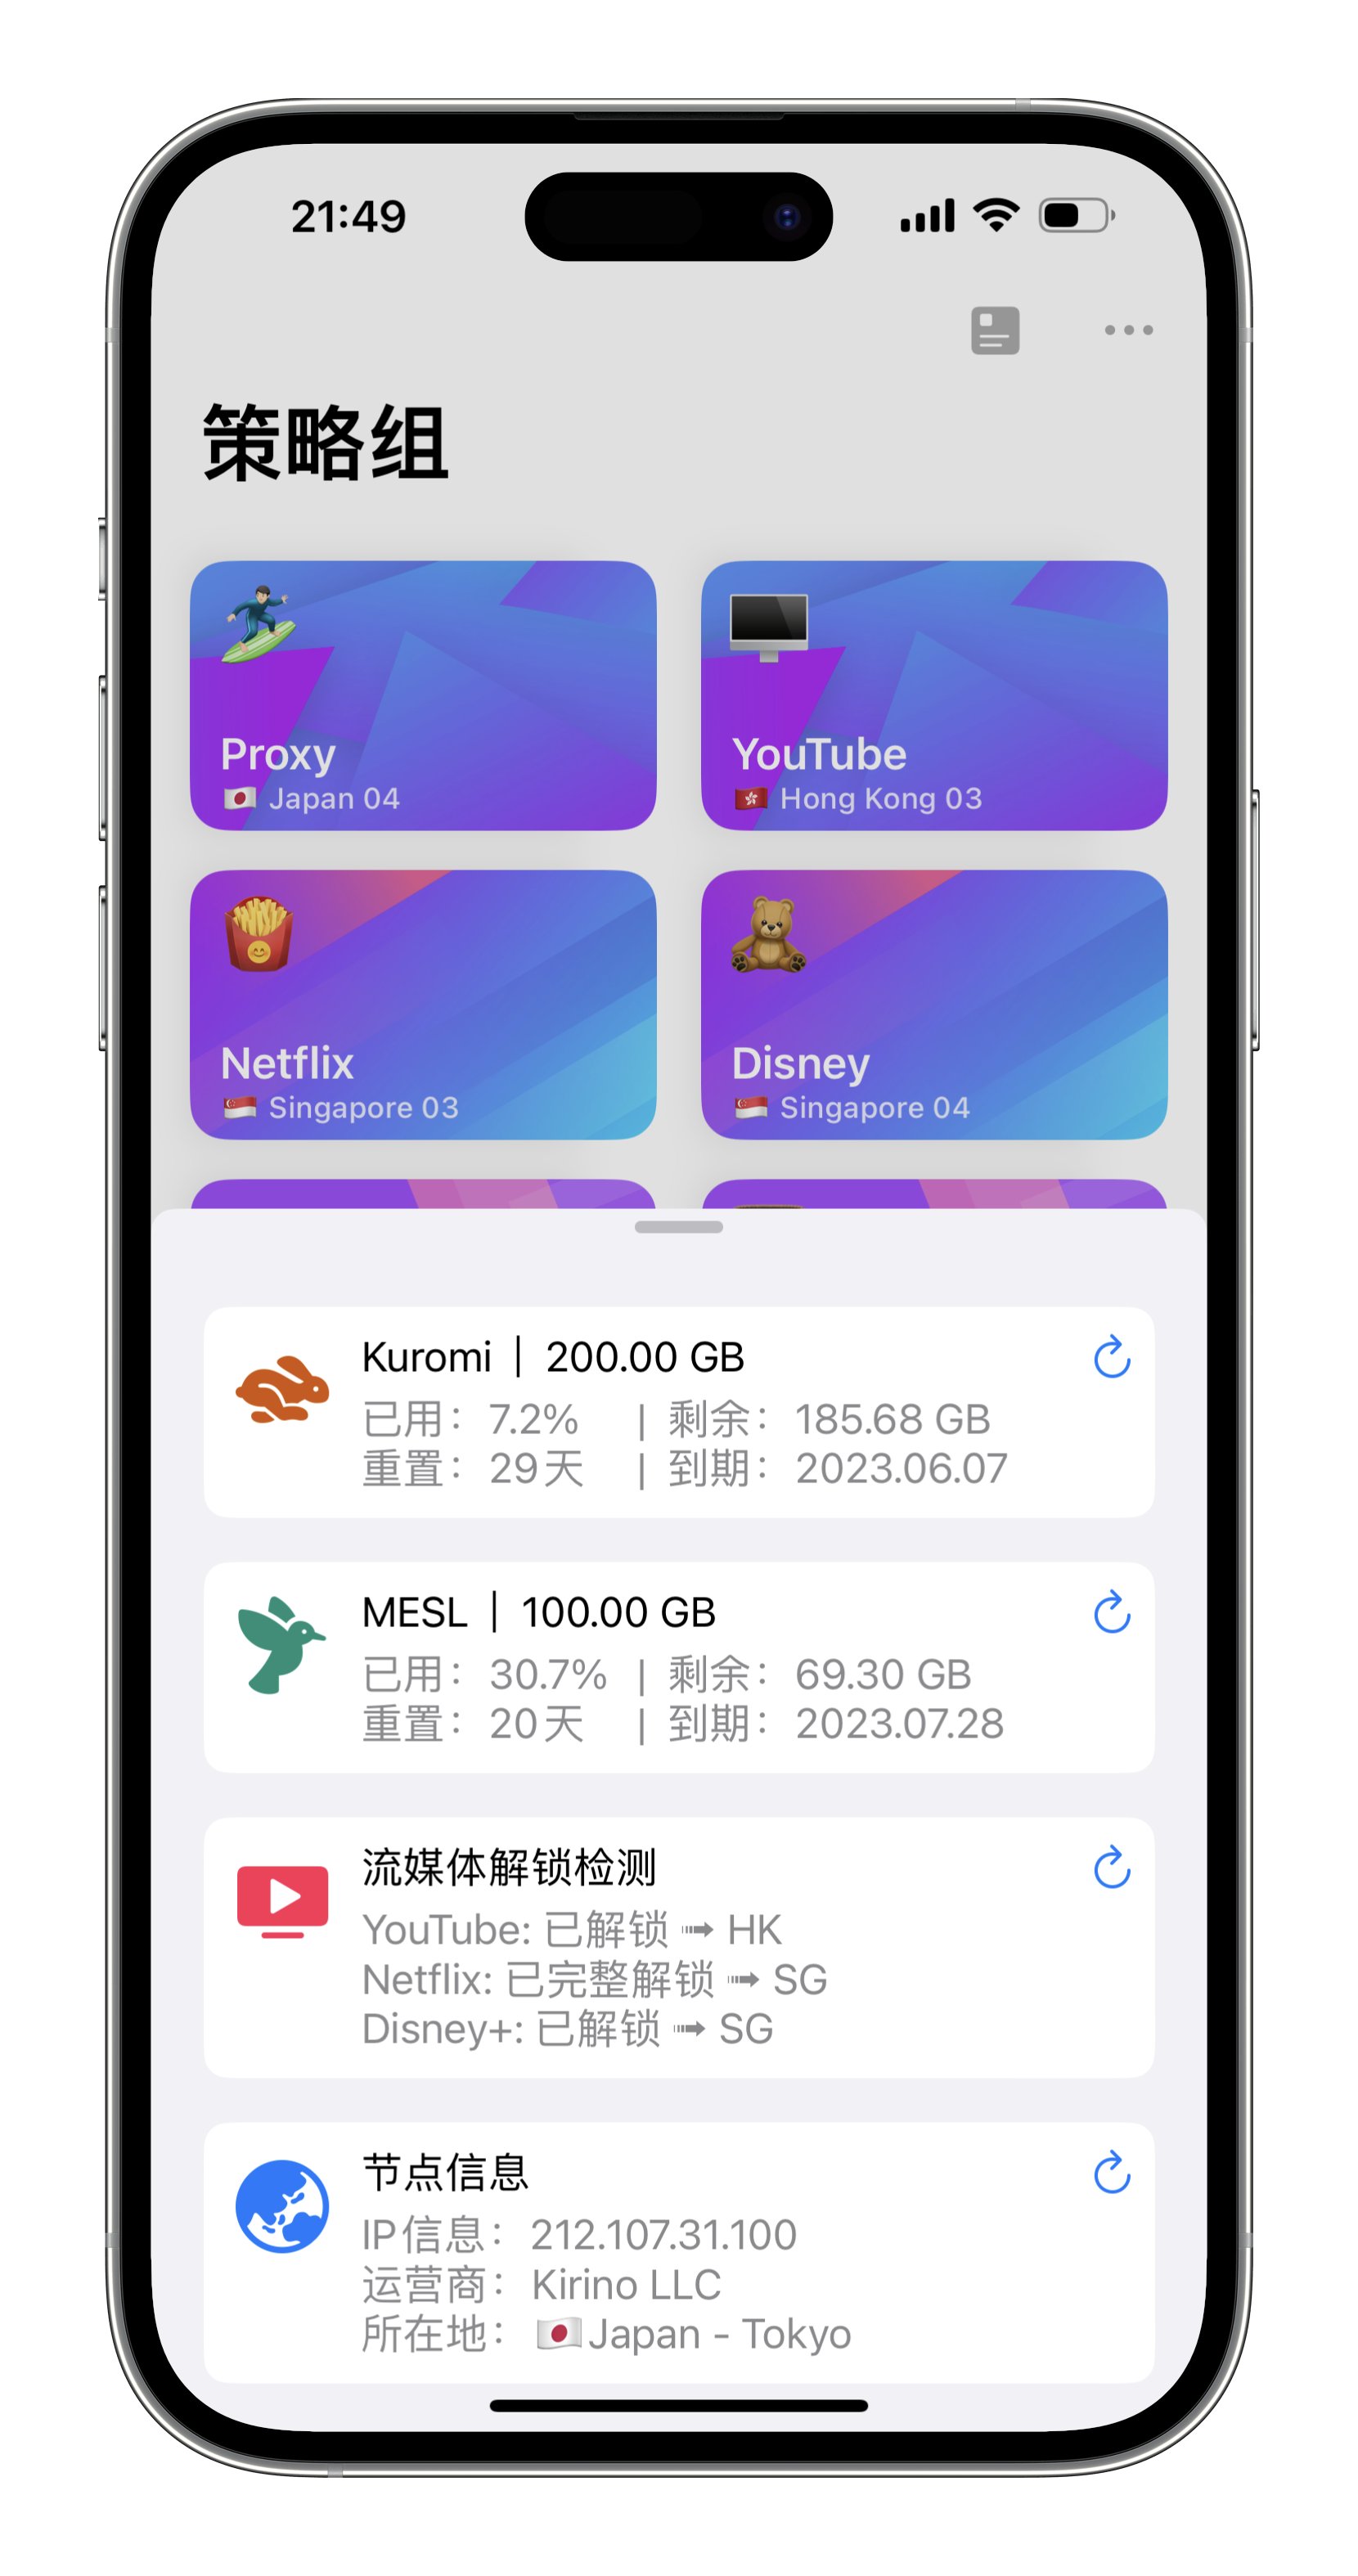 21:49
策略组
Proxy
🇯🇵 Japan 04
YouTube
🇭🇰 Hong Kong 03
Netflix
🇸🇬 Singapore 03
Disney
🇸🇬 Singapore 04
Kuromi | 200.00 GB
已用：7.2% | 剩余：185.68 GB
重置：29天 | 到期：2023.06.07
MESL | 100.00 GB
已用：30.7% | 剩余：69.30 GB
重置：20天 | 到期：2023.07.28
流媒体解锁检测
YouTube: 已解锁 ➟ HK
Netflix: 已完整解锁 ➟ SG
Disney+: 已解锁 ➟ SG
节点信息
IP信息：212.107.31.100
运营商：Kirino LLC
所在地：🇯🇵Japan - Tokyo